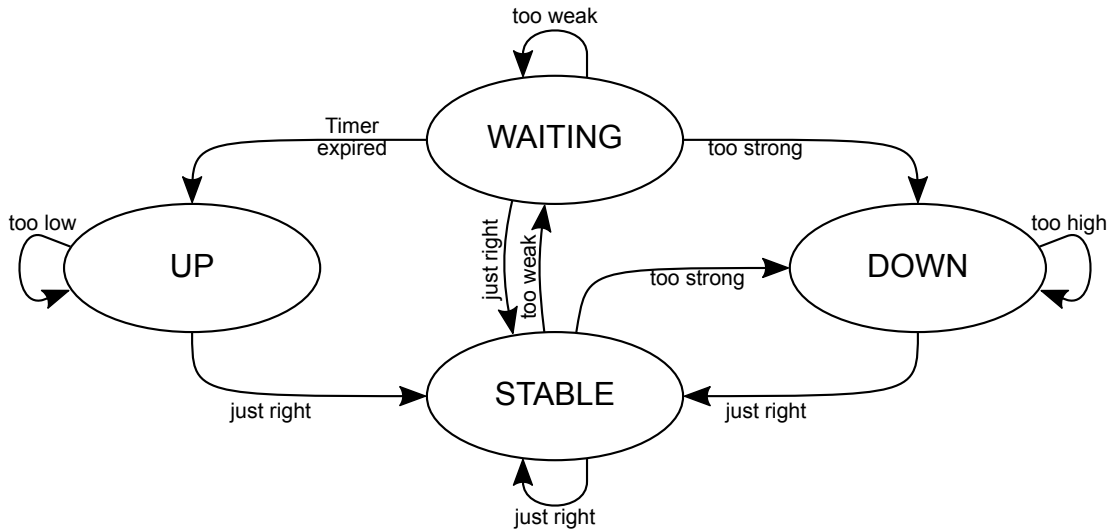 too weak
Timer
expired
WAITING
too strong
too low
UP
just right
too weak
too strong
DOWN
too high
just right
STABLE
just right
just right